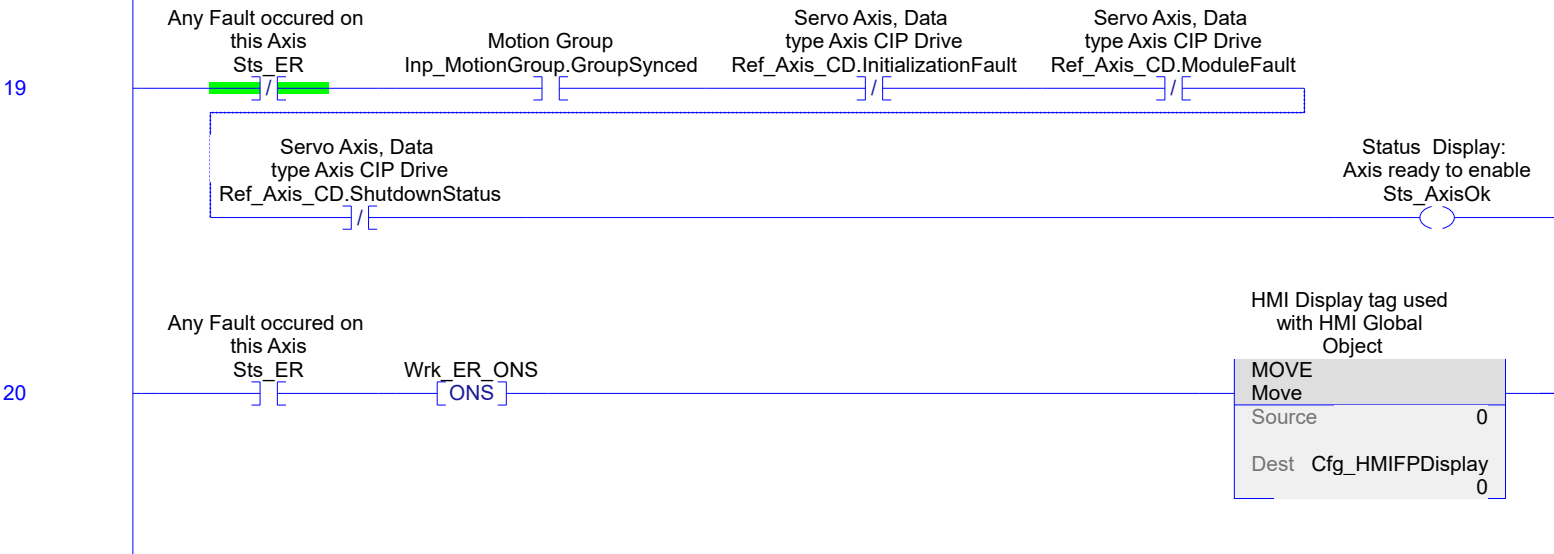 Any Fault occured on
this Axis
Sts_ER
Motion Group
Inp_MotionGroup.GroupSynced
Servo Axis, Data
type Axis CIP Drive
Ref_Axis_CD.InitializationFault
Servo Axis, Data
type Axis CIP Drive
Ref_Axis_CD.ModuleFault
19
/
/
/
Servo Axis, Data
type Axis CIP Drive
Ref_Axis_CD.ShutdownStatus
/
Status  Display:
Axis ready to enable
Sts_AxisOk
Any Fault occured on
this Axis
Sts_ER
Wrk_ER_ONS
20
ONS
HMI Display tag used
with HMI Global
Object
MOVE
Move
Source 0
Dest Cfg_HMIFPDisplay
0